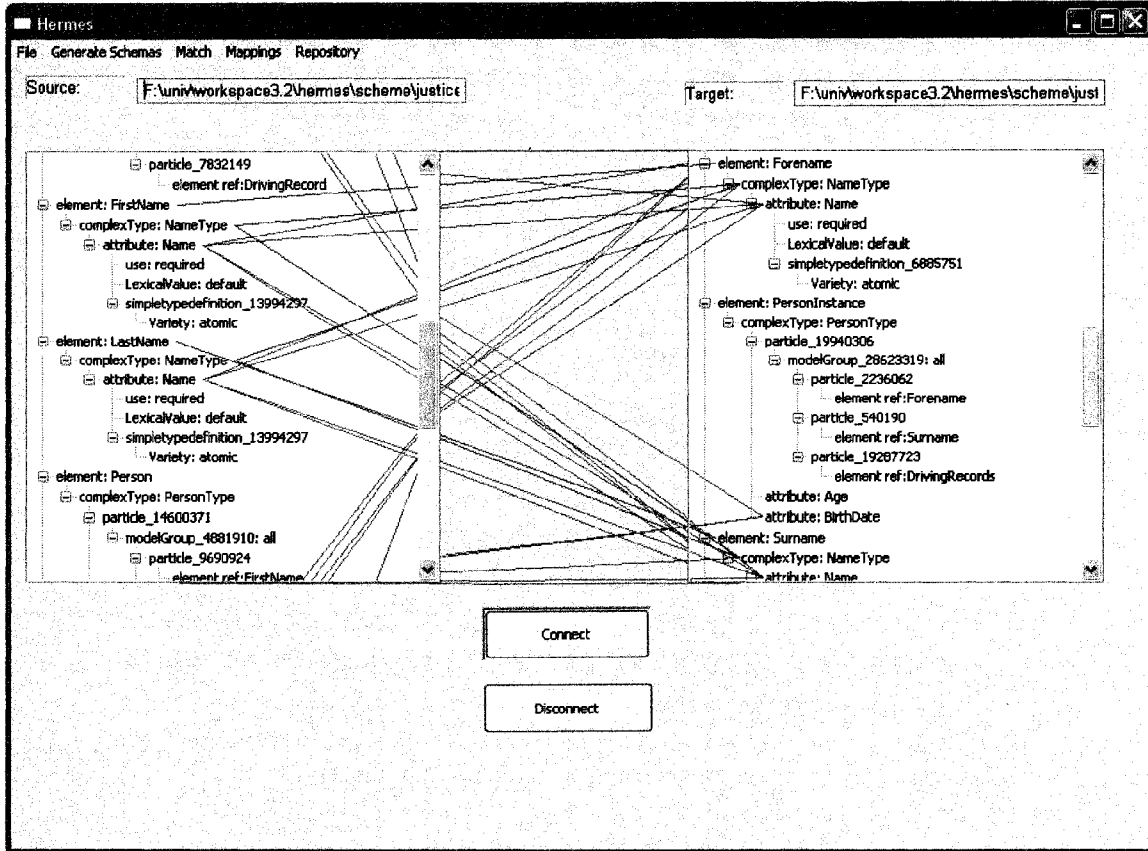 Hermes
File Generate Schemas Match Mappings Repository
Source: F:\univ\workspace3.2\hermes\scheme\justice
Target: F:\univ\workspace3.2\hermes\scheme\just
particle_7832149
element ref:DrivingRecord
element: FirstName
complexType: NameType
attribute: Name
use: required
LexicalValue: default
simpletypedefinition_13994297
Variety: atomic
element: LastName
complexType: NameType
attribute: Name
use: required
LexicalValue: default
simpletypedefinition_13994297
Variety: atomic
element: Person
complexType: PersonType
particle_14600371
modelGroup_4881910: all
particle_9690924
element ref:FirstName
element: Forename
complexType: NameType
attribute: Name
use: required
LexicalValue: default
simpletypedefinition_6885751
Variety: atomic
element: PersonInstance
complexType: PersonType
particle_19940306
modelGroup_28623319: all
particle_2236062
element ref:Forename
particle_540190
element ref:Surname
particle_19287723
element ref:DrivingRecords
attribute: Age
attribute: BirthDate
element: Surname
complexType: NameType
attribute: Name
Connect
Disconnect